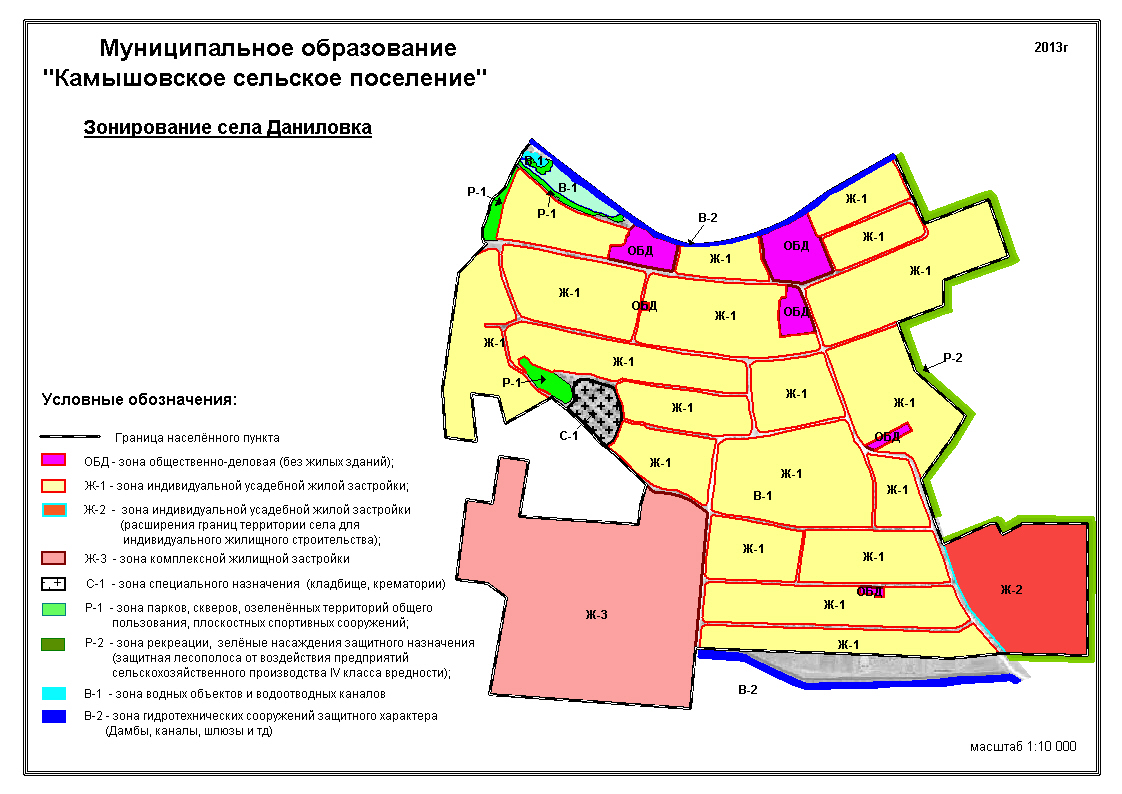 Муниципальное образование
"Камышовское сельское поселение"
2013г
Зонирование села Даниловка
В-1
В-1
Р-1
Р-1
В-2
Ж-1
ОБД
ОБД
Ж-1
Ж-1
Ж-1
Ж-1
ОБД
Ж-1
ОБД
Ж-1
Ж-1
Р-2
Р-1
Ж-1
Ж-1
Ж-1
С-1
ОБД
Ж-1
Ж-1
Ж-1
В-1
Ж-1
Ж-1
ОБД
Ж-2
Ж-1
Ж-3
Ж-1
В-2
Условные обозначения:
Граница населённого пункта
ОБД - зона общественно-деловая (без жилых зданий);
Ж-1 - зона индивидуальной усадебной жилой застройки;
Ж-2 - зона индивидуальной усадебной жилой застройки
(расширения границ территории села для
индивидуального жилищного строительства);
Ж-3 - зона комплексной жилищной застройки
С-1 - зона специального назначения (кладбище, крематории)
Р-1 - зона парков, скверов, озеленённых территорий общего
пользования, плоскостных спортивных сооружений;
Р-2 - зона рекреации, зелёные насаждения защитного назначения
(защитная лесополоса от воздействия предприятий
сельскохозяйственного производства IV класса вредности);
В-1 - зона водных объектов и водоотводных каналов
В-2 - зона гидротехнических сооружений защитного характера
(Дамбы, каналы, шлюзы и тд)
масштаб 1:10 000